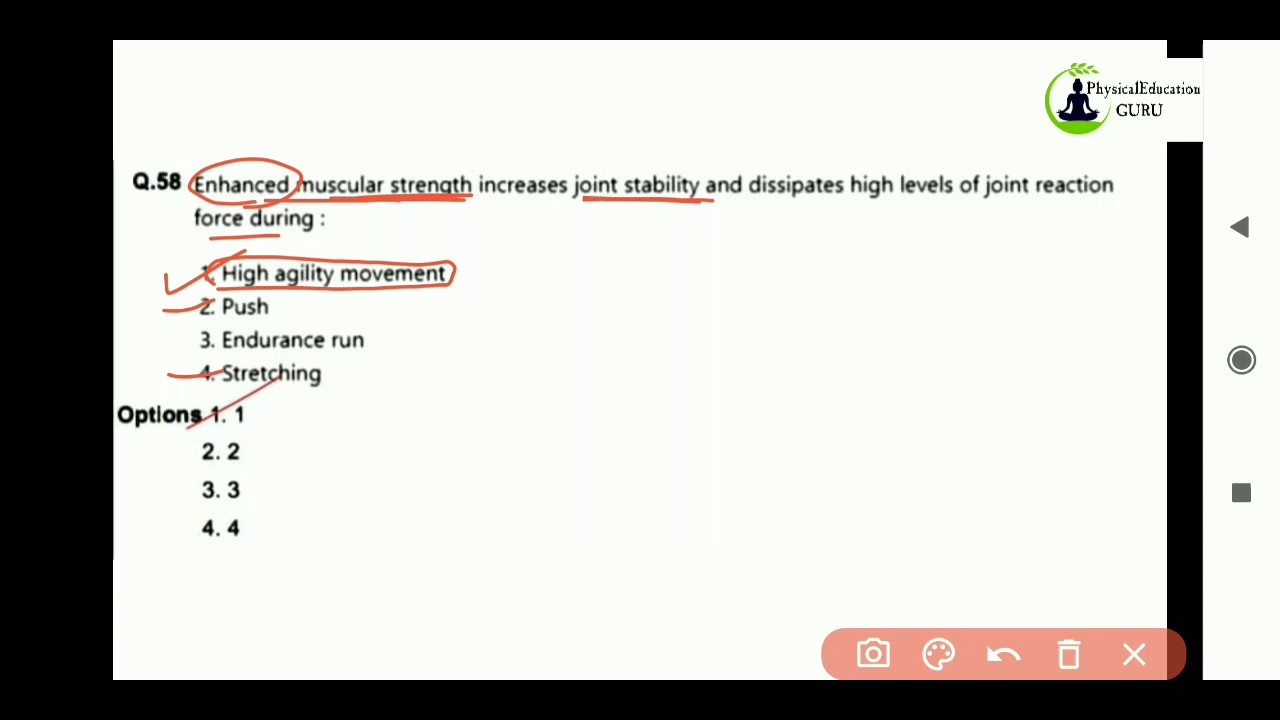 PhysicalEducation
GURU
Q.58 Enhanced muscular strength increases joint stability and dissipates high levels of joint reaction
force during :
1. High agility movement
2. Push
3. Endurance run
4. Stretching
Options 1. 1
2. 2
3. 3
4. 4